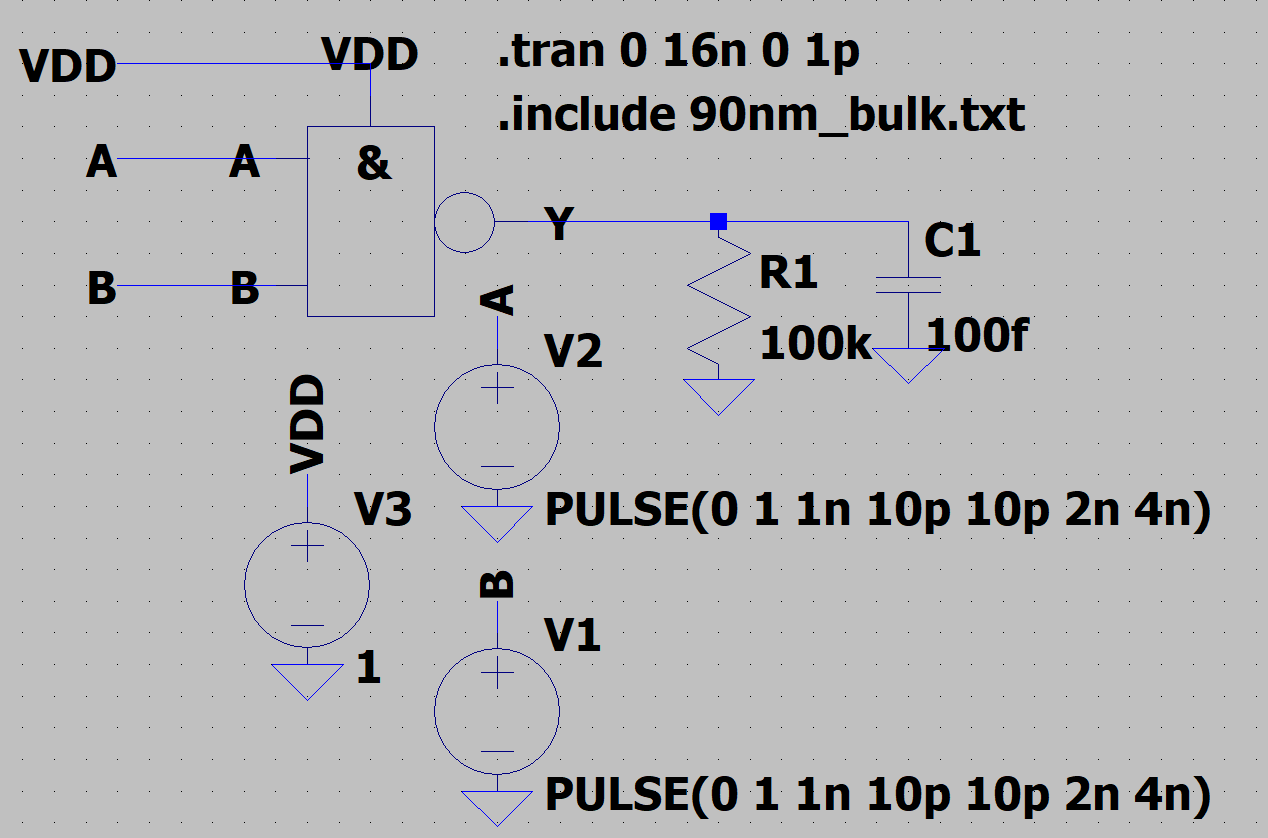 VDD
VDD
.tran 0 16n 0 1p
.include 90nm_bulk.txt
A
A
&
B
B
Y
R1
100k
C1
100f
A
V2
PULSE(0 1 1n 10p 10p 2n 4n)
VDD
V3
1
B
V1
PULSE(0 1 1n 10p 10p 2n 4n)